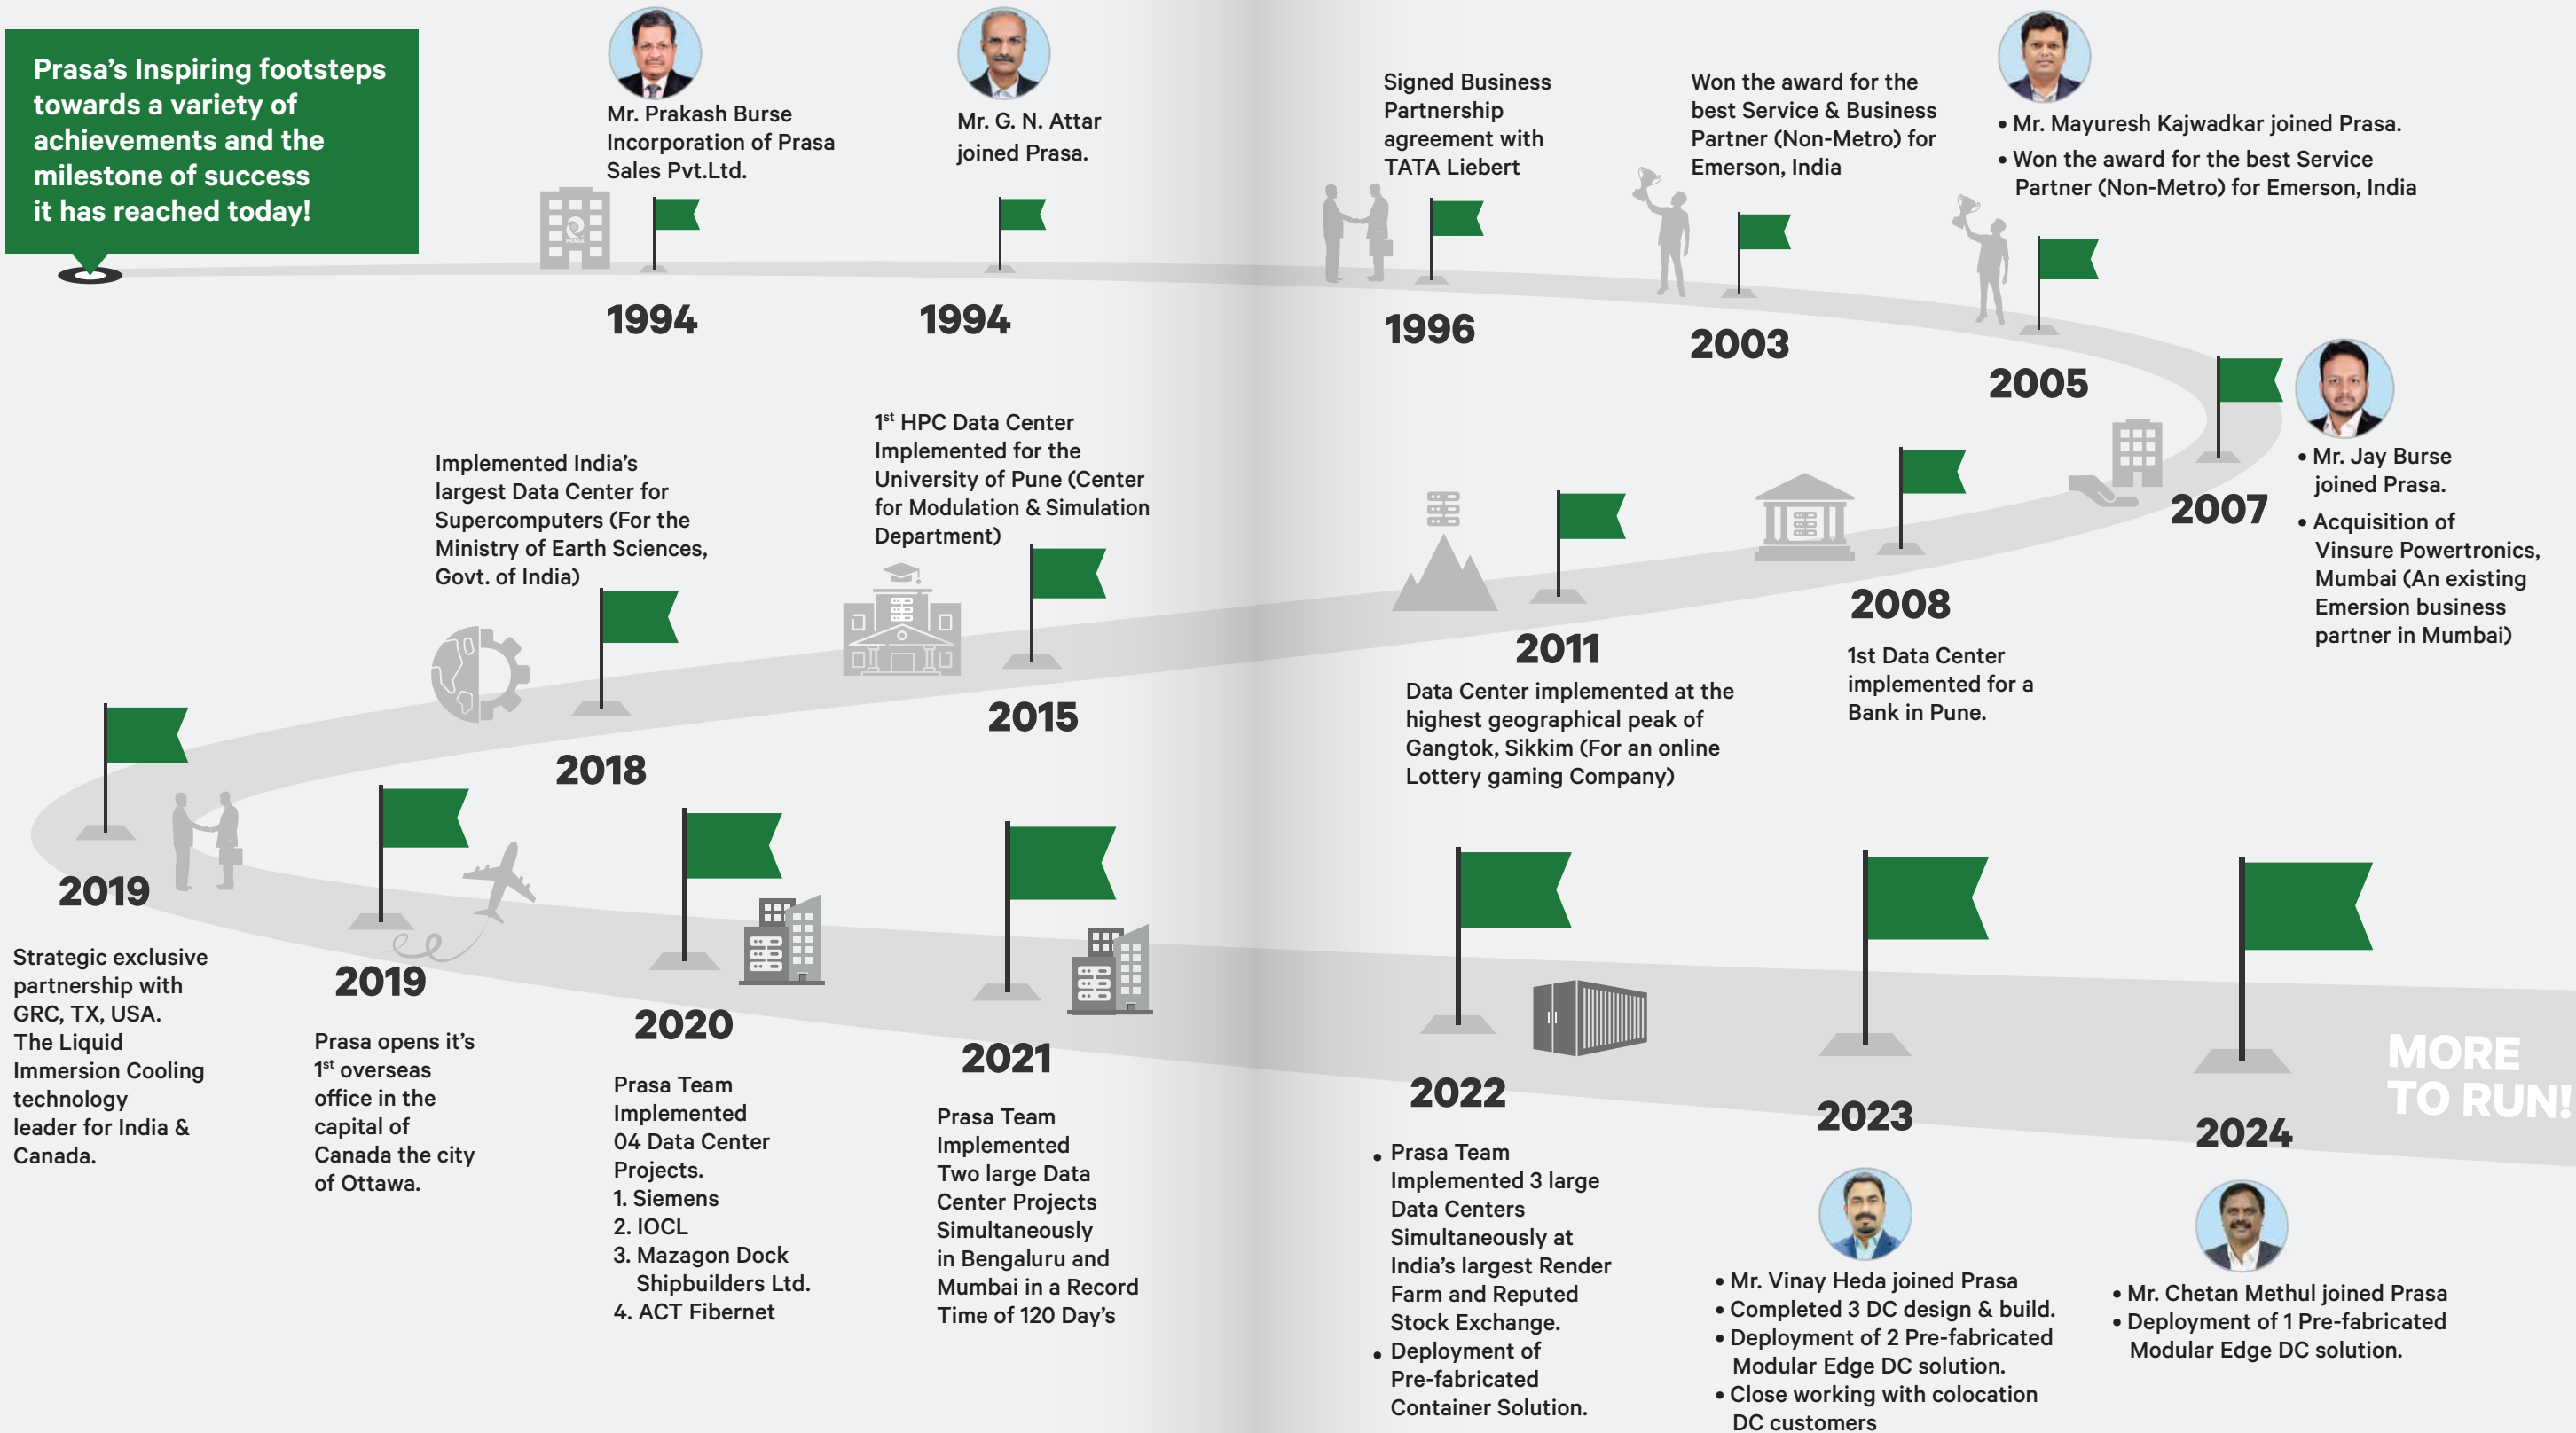 Prasa's Inspiring footsteps
towards a variety of
achievements and the
milestone of success
it has reached today!
Mr. Prakash Burse
Incorporation of Prasa
Sales Pvt.Ltd.
PRASA
1994
Mr. G. N. Attar
joined Prasa.
1994
Signed Business
Partnership
agreement with
TATA Liebert
1996
Won the award for the
best Service & Business
Partner (Non-Metro) for
Emerson, India
2003
• Mr. Mayuresh Kajwadkar joined Prasa.
• Won the award for the best Service
Partner (Non-Metro) for Emerson, India
2005
2007
• Mr. Jay Burse
joined Prasa.
• Acquisition of
Vinsure Powertronics,
Mumbai (An existing
Emersion business
partner in Mumbai)
2008
1st Data Center
implemented for a
Bank in Pune.
2011
Data Center implemented at the
highest geographical peak of
Gangtok, Sikkim (For an online
Lottery gaming Company)
1st HPC Data Center
Implemented for the
University of Pune (Center
for Modulation & Simulation
Department)
2015
Implemented India's
largest Data Center for
Supercomputers (For the
Ministry of Earth Sciences,
Govt. of India)
2018
2019
Strategic exclusive
partnership with
GRC, TX, USA.
The Liquid
Immersion Cooling
technology
leader for India &
Canada.
2019
Prasa opens it's
1st overseas
office in the
capital of
Canada the city
of Ottawa.
2020
Prasa Team
Implemented
04 Data Center
Projects.
1. Siemens
2. IOCL
3. Mazagon Dock
Shipbuilders Ltd.
4. ACT Fibernet
2021
Prasa Team
Implemented
Two large Data
Center Projects
Simultaneously
in Bengaluru and
Mumbai in a Record
Time of 120 Day's
2022
• Prasa Team
Implemented 3 large
Data Centers
Simultaneously at
India's largest Render
Farm and Reputed
Stock Exchange.
• Deployment of
Pre-fabricated
Container Solution.
2023
• Mr. Vinay Heda joined Prasa
• Completed 3 DC design & build.
• Deployment of 2 Pre-fabricated
Modular Edge DC solution.
• Close working with colocation
DC customers
2024
• Mr. Chetan Methul joined Prasa
• Deployment of 1 Pre-fabricated
Modular Edge DC solution.
MORE
TO RUN!